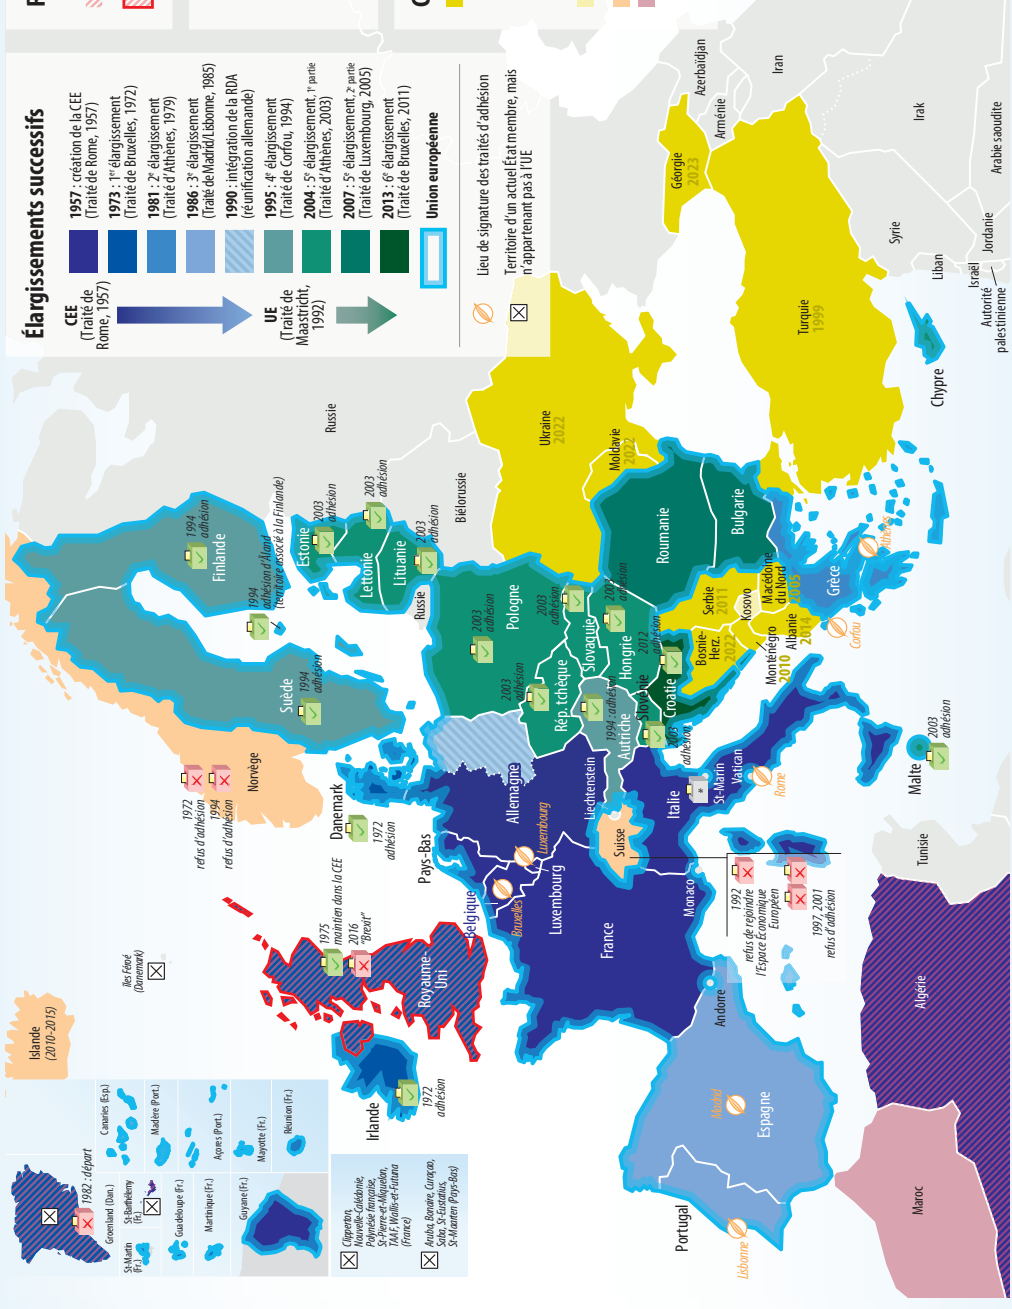 Élargissements successifs
CEE
(Traité de
Rome, 1957)
UE
(Traité de
Maastricht,
1992)
1957 : création de la CEE
(Traité de Rome, 1957)
1973 : 1er élargissement
(Traité de Bruxelles, 1972)
1981 : 2e élargissement
(Traité d'Athènes, 1979)
1986 : 3e élargissement
(Traité de Madrid/Lisbonne, 1985)
1990 : intégration de la RDA
(réunification allemande)
1995 : 4e élargissement
(Traité de Corfou, 1994)
2004 : 5e élargissement, 1e partie
(Traité d'Athènes, 2003)
2007 : 5e élargissement, 2e partie
(Traité de Luxembourg, 2005)
2013 : 6e élargissement
(Traité de Bruxelles, 2011)
Union européenne
Lieu de signature des traités d'adhésion
Territoire d'un actuel État membre, mais
n'appartenant pas à l'UE
1982 : départ
Groenland (Dan.)
St-Martin
(Fr.)
St-Barthélemy
(Fr.)
Guadeloupe (Fr.)
Martinique (Fr.)
Guyane (Fr.)
Canaries (Esp.)
Madère (Port.)
Açores (Port.)
Mayotte (Fr.)
Réunion (Fr.)
Clipperton,
Nouvelle-Calédonie,
Polynésie française,
St-Pierre-et-Miquelon,
TAAF, Wallis-et-Futuna
(France)
Aruba, Bonaire, Curaçao,
Saba, St-Eustatius,
St-Maarten (Pays-Bas)
Islande
(2010-2015)
Iles Féroé
(Danemark)
1972
refus d'adhésion
1994
refus d'adhésion
Norvège
Suède
1994
adhésion
Finlande
1994
adhésion
1994
adhésion d'Åland
(territoire associé à la Finlande)
Estonie
2003
adhésion
Lettonie
2003
adhésion
Lituanie
2003
adhésion
Russie
Russie
Biélorussie
Danemark
1972
adhésion
Pays-Bas
Irlande
1972
adhésion
Royaume-
Uni
1975
maintien dans la CEE
2016
"Brexit"
Belgique
Bruxelles
Luxembourg
Luxembourg
Allemagne
Pologne
2003
adhésion
Rép. tchèque
2003
adhésion
Slovaquie
2003
adhésion
Hongrie
2003
adhésion
Autriche
1994 : adhésion
Liechtenstein
Slovénie
2003
adhésion
Croatie
2012
adhésion
Suisse
1992
refus de rejoindre
l'Espace Économique
Européen
1997, 2001
refus d'adhésion
France
Monaco
Andorre
Espagne
Madrid
Portugal
Lisbonne
Italie
*
St-Marin
Vatican
Rome
Malte
2003
adhésion
Bosnie-
Herz.
2022
Serbie
2011
Kosovo
Monténégro
2010
Albanie
2014
Macédoine
du Nord
2005
Grèce
Athènes
Corfou
Roumanie
Bulgarie
Ukraine
2022
Moldavie
2022
Géorgie
2023
Turquie
1999
Chypre
Arménie
Azerbaïdjan
Iran
Irak
Syrie
Liban
Israël
Jordanie
Autorité
palestinienne
Arabie saoudite
Tunisie
Algérie
Maroc